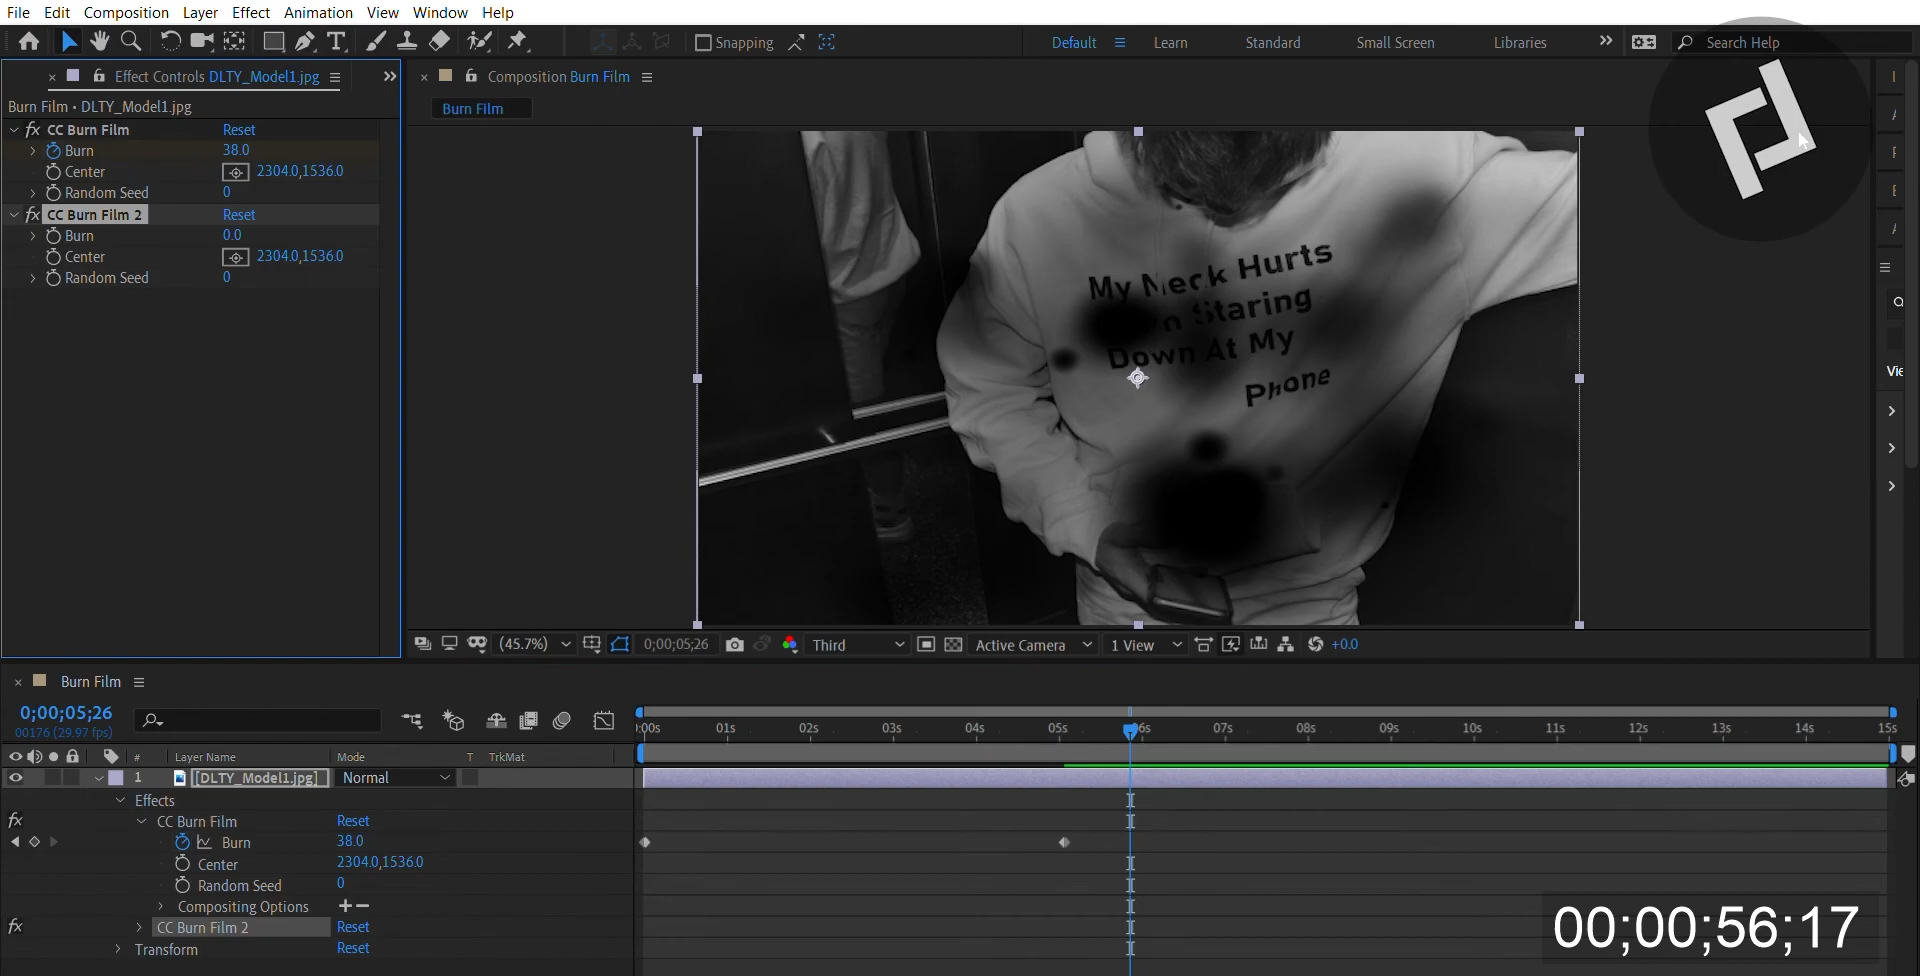 File Edit Composition Layer Effect Animation View Window Help
Snapping Default Learn Standard Small Screen Libraries Search Help
Effect Controls DLTY_Model1.jpg
Composition Burn Film
Burn Film • DLTY_Model1.jpg
Burn Film
fx CC Burn Film Reset
Burn 38.0
Center 2304.0,1536.0
Random Seed 0
fx CC Burn Film 2 Reset
Burn 0.0
Center 2304.0,1536.0
Random Seed 0
My Neck Hurts
Staring
Down At My
Phone
(45.7%) 0;00;05;26 Third Active Camera 1 View +0.0
Burn Film
0;00;05;26
00176 (29.97 fps)
:00s 01s 02s 03s 04s 05s 06s 07s 08s 09s 10s 11s 12s 13s 14s 15s
# Layer Name Mode T TrkMat
1 [DLTY_Model1.jpg] Normal
Effects
fx CC Burn Film Reset
Burn 38.0
Center 2304.0,1536.0
Random Seed 0
Compositing Options +−
fx CC Burn Film 2 Reset
Transform Reset
00;00;56;17